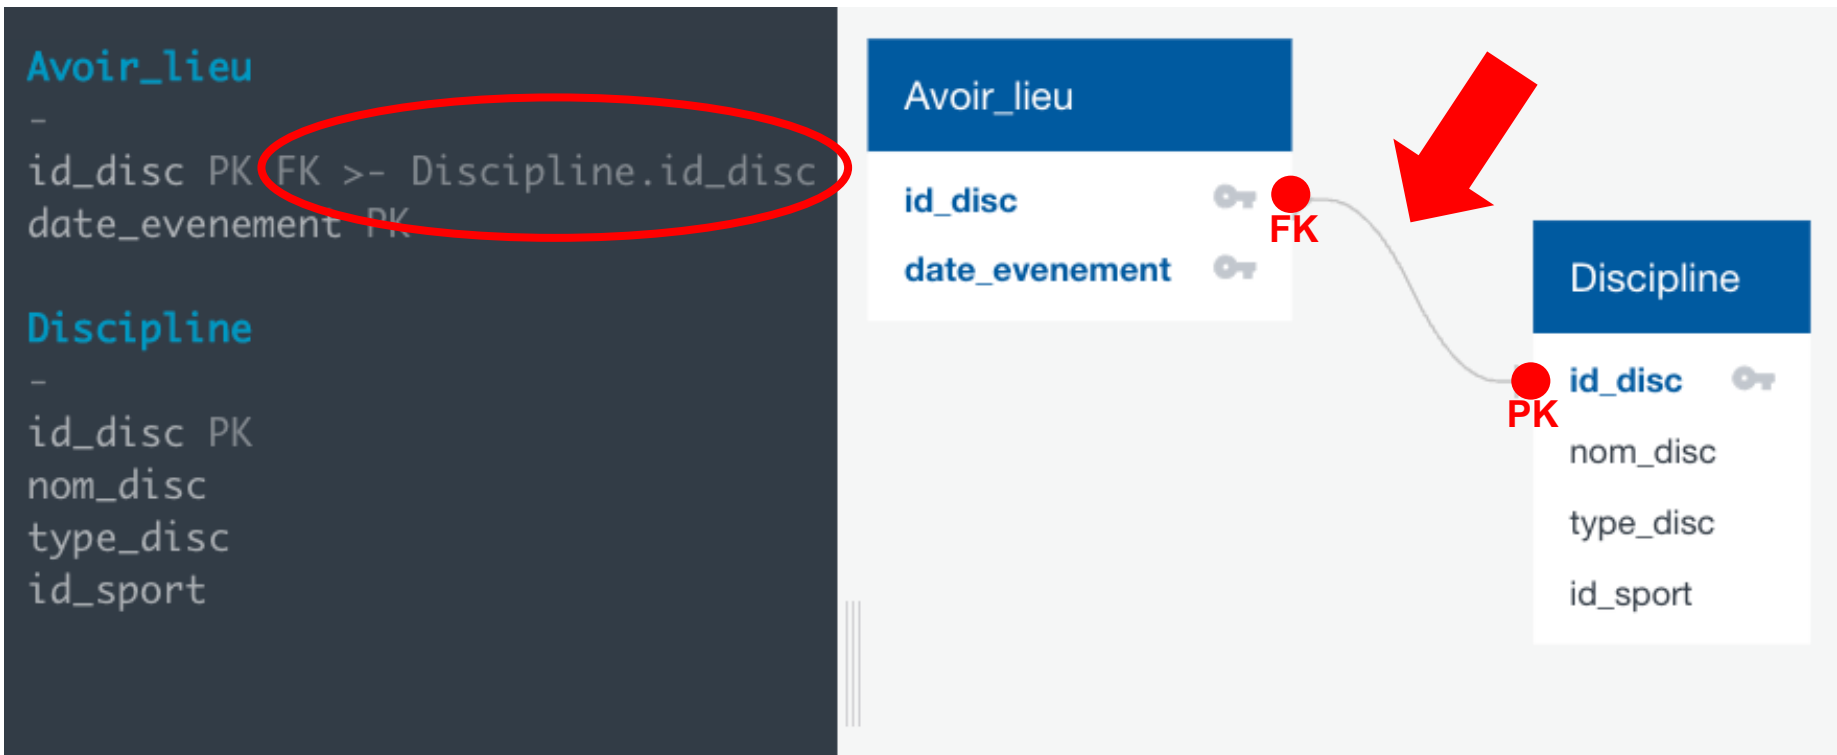 Avoir_lieu
-
id_disc PK FK >- Discipline.id_disc
date_evenement PK
Discipline
-
id_disc PK
nom_disc
type_disc
id_sport
Avoir_lieu
id_disc
FK
date_evenement
Discipline
id_disc
PK
nom_disc
type_disc
id_sport